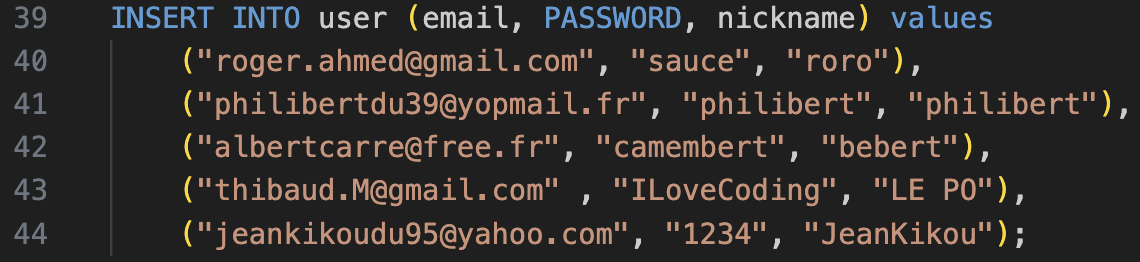 39 INSERT INTO user (email, PASSWORD, nickname) values
40 ("roger.ahmed@gmail.com", "sauce", "roro"),
41 ("philibertdu39@yopmail.fr", "philibert", "philibert"),
42 ("albertcarre@free.fr", "camembert", "bebert"),
43 ("thibaud.M@gmail.com" , "ILoveCoding", "LE PO"),
44 ("jeankikoudu95@yahoo.com", "1234", "JeanKikou");